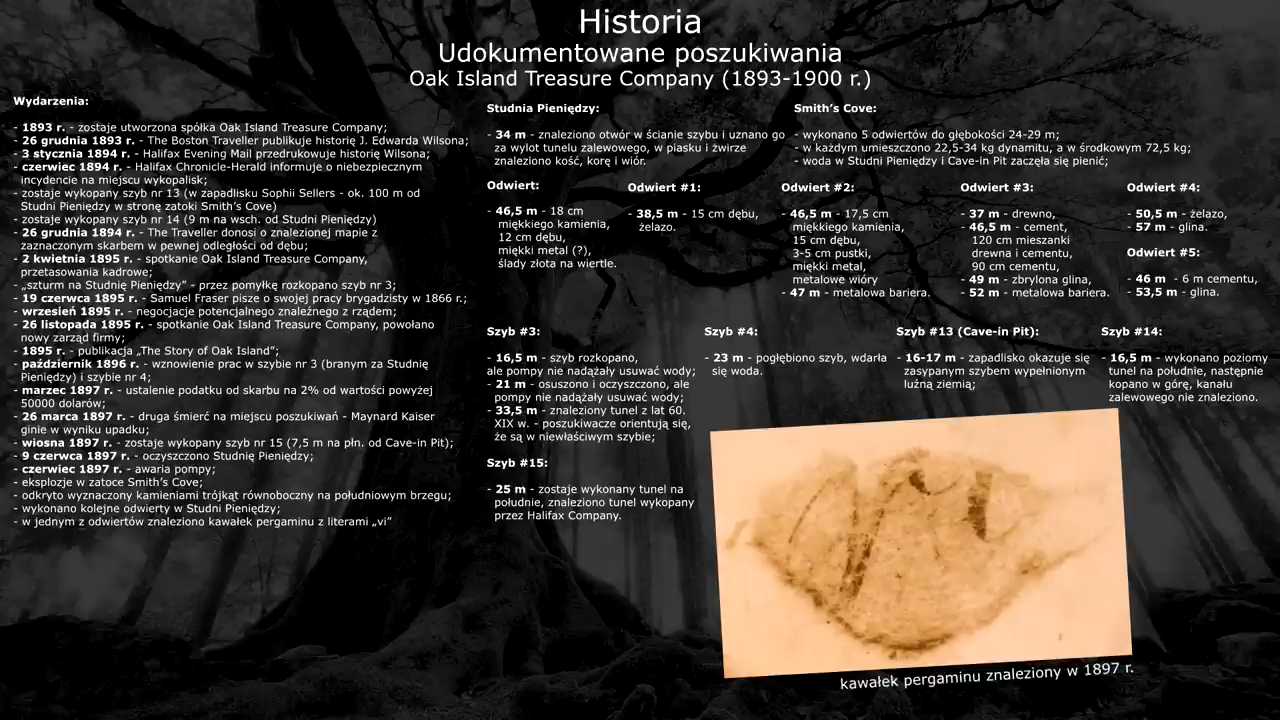 Historia
Udokumentowane poszukiwania
Oak Island Treasure Company (1893-1900 r.)
Wydarzenia:
- 1893 r. - zostaje utworzona spółka Oak Island Treasure Company;
- 26 grudnia 1893 r. - The Boston Traveller publikuje historię J. Edwarda Wilsona;
- 3 stycznia 1894 r. - Halifax Evening Mail przedrukowuje historię Wilsona;
- czerwiec 1894 r. - Halifax Chronicle-Herald informuje o niebezpiecznym
incydencie na miejscu wykopalisk;
- zostaje wykopany szyb nr 13 (w zapadlisku Sophii Sellers - ok. 100 m od
Studni Pieniędzy w stronę zatoki Smith's Cove)
- zostaje wykopany szyb nr 14 (9 m na wsch. od Studni Pieniędzy)
- 26 grudnia 1894 r. - The Traveller donosi o znalezionej mapie z
zaznaczonym skarbem w pewnej odległości od dębu;
- 2 kwietnia 1895 r. - spotkanie Oak Island Treasure Company,
przetasowania kadrowe;
- „szturm na Studnię Pieniędzy” - przez pomyłkę rozkopano szyb nr 3;
- 19 czerwca 1895 r. - Samuel Fraser pisze o swojej pracy brygadzisty w 1866 r.;
- wrzesień 1895 r. - negocjacje potencjalnego znaleźnego z rządem;
- 26 listopada 1895 r. - spotkanie Oak Island Treasure Company, powołano
nowy zarząd firmy;
- 1895 r. - publikacja „The Story of Oak Island”;
- październik 1896 r. - wznowienie prac w szybie nr 3 (branym za Studnię
Pieniędzy) i szybie nr 4;
- marzec 1897 r. - ustalenie podatku od skarbu na 2% od wartości powyżej
50000 dolarów;
- 26 marca 1897 r. - druga śmierć na miejscu poszukiwań - Maynard Kaiser
ginie w wyniku upadku;
- wiosna 1897 r. - zostaje wykopany szyb nr 15 (7,5 m na płn. od Cave-in Pit);
- 9 czerwca 1897 r. - oczyszczono Studnię Pieniędzy;
- czerwiec 1897 r. - awaria pompy;
- eksplozje w zatoce Smith's Cove;
- odkryto wyznaczony kamieniami trójkąt równoboczny na południowym brzegu;
- wykonano kolejne odwierty w Studni Pieniędzy;
- w jednym z odwiertów znaleziono kawałek pergaminu z literami „vi”
Studnia Pieniędzy:
- 34 m - znaleziono otwór w ścianie szybu i uznano go
za wylot tunelu zalewowego, w piasku i żwirze
znaleziono kość, korę i wiór.
Smith's Cove:
- wykonano 5 odwiertów do głębokości 24-29 m;
- w każdym umieszczono 22,5-34 kg dynamitu, a w środkowym 72,5 kg;
- woda w Studni Pieniędzy i Cave-in Pit zaczęła się pienić;
Odwiert:
- 46,5 m - 18 cm
miękkiego kamienia,
12 cm dębu,
miękki metal (?),
ślady złota na wiertle.
Odwiert #1:
- 38,5 m - 15 cm dębu,
żelazo.
Odwiert #2:
- 46,5 m - 17,5 cm
miękkiego kamienia,
15 cm dębu,
3-5 cm pustki,
miękki metal,
metalowe wióry
- 47 m - metalowa bariera.
Odwiert #3:
- 37 m - drewno,
- 46,5 m - cement,
120 cm mieszanki
drewna i cementu,
90 cm cementu,
- 49 m - zbrylona glina,
- 52 m - metalowa bariera.
Odwiert #4:
- 50,5 m - żelazo,
- 57 m - glina.
Odwiert #5:
- 46 m - 6 m cementu,
- 53,5 m - glina.
Szyb #3:
- 16,5 m - szyb rozkopano,
ale pompy nie nadążały usuwać wody;
- 21 m - osuszono i oczyszczono, ale
pompy nie nadążały usuwać wody;
- 33,5 m - znaleziony tunel z lat 60.
XIX w. - poszukiwacze orientują się,
że są w niewłaściwym szybie;
Szyb #4:
- 23 m - pogłębiono szyb, wdarła
się woda.
Szyb #13 (Cave-in Pit):
- 16-17 m - zapadlisko okazuje się
zasypanym szybem wypełnionym
luźną ziemią;
Szyb #14:
- 16,5 m - wykonano poziomy
tunel na południe, następnie
kopano w górę, kanału
zalewowego nie znaleziono.
Szyb #15:
- 25 m - zostaje wykonany tunel na
południe, znaleziono tunel wykopany
przez Halifax Company.
kawałek pergaminu znaleziony w 1897 r.